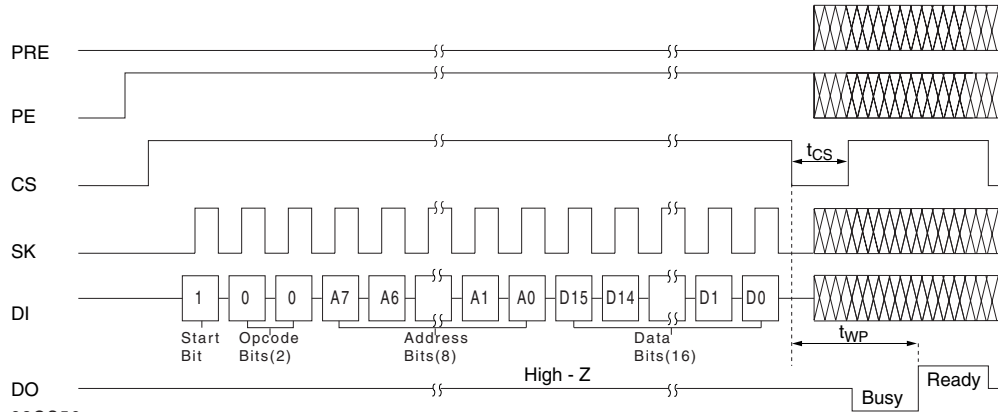 PRE
PE
CS
tCS
SK
DI
1 0 0 A7 A6 A1 A0 D15 D14 D1 D0
Start Bit
Opcode Bits(2)
Address Bits(8)
Data Bits(16)
tWP
High - Z
DO
Busy
Ready